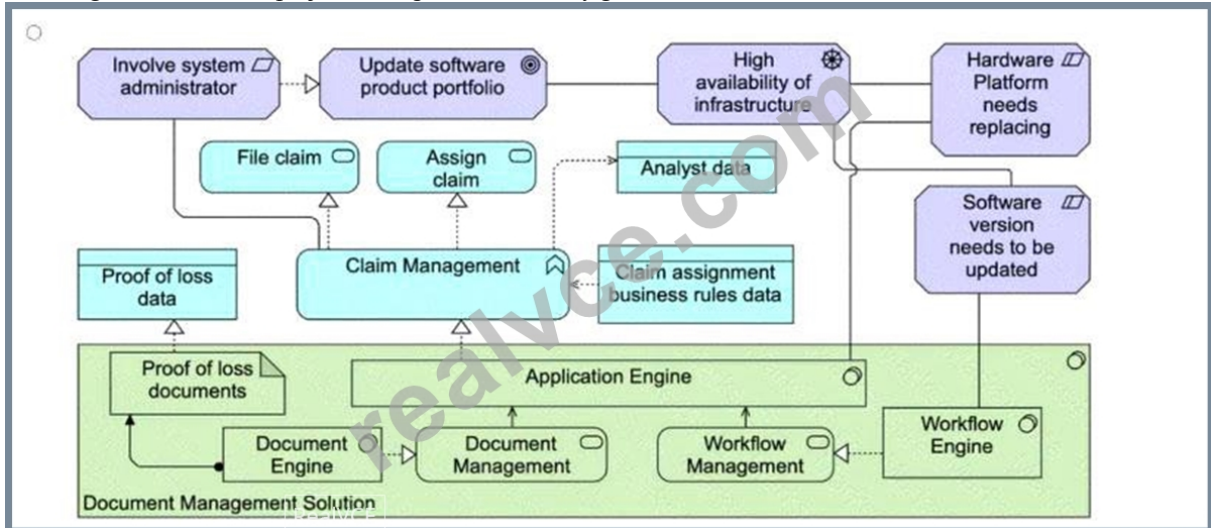 Involve system
administrator
Update software
product portfolio
High
availability of
infrastructure
Hardware
Platform
needs
replacing
File claim
Assign
claim
Analyst data
Software
version
needs to be
updated
Proof of loss
data
Claim Management
Claim assignment
business rules data
Proof of loss
documents
Application Engine
Document
Engine
Document
Management
Workflow
Management
Workflow
Engine
Document Management Solution
realvce.com
RealVCE